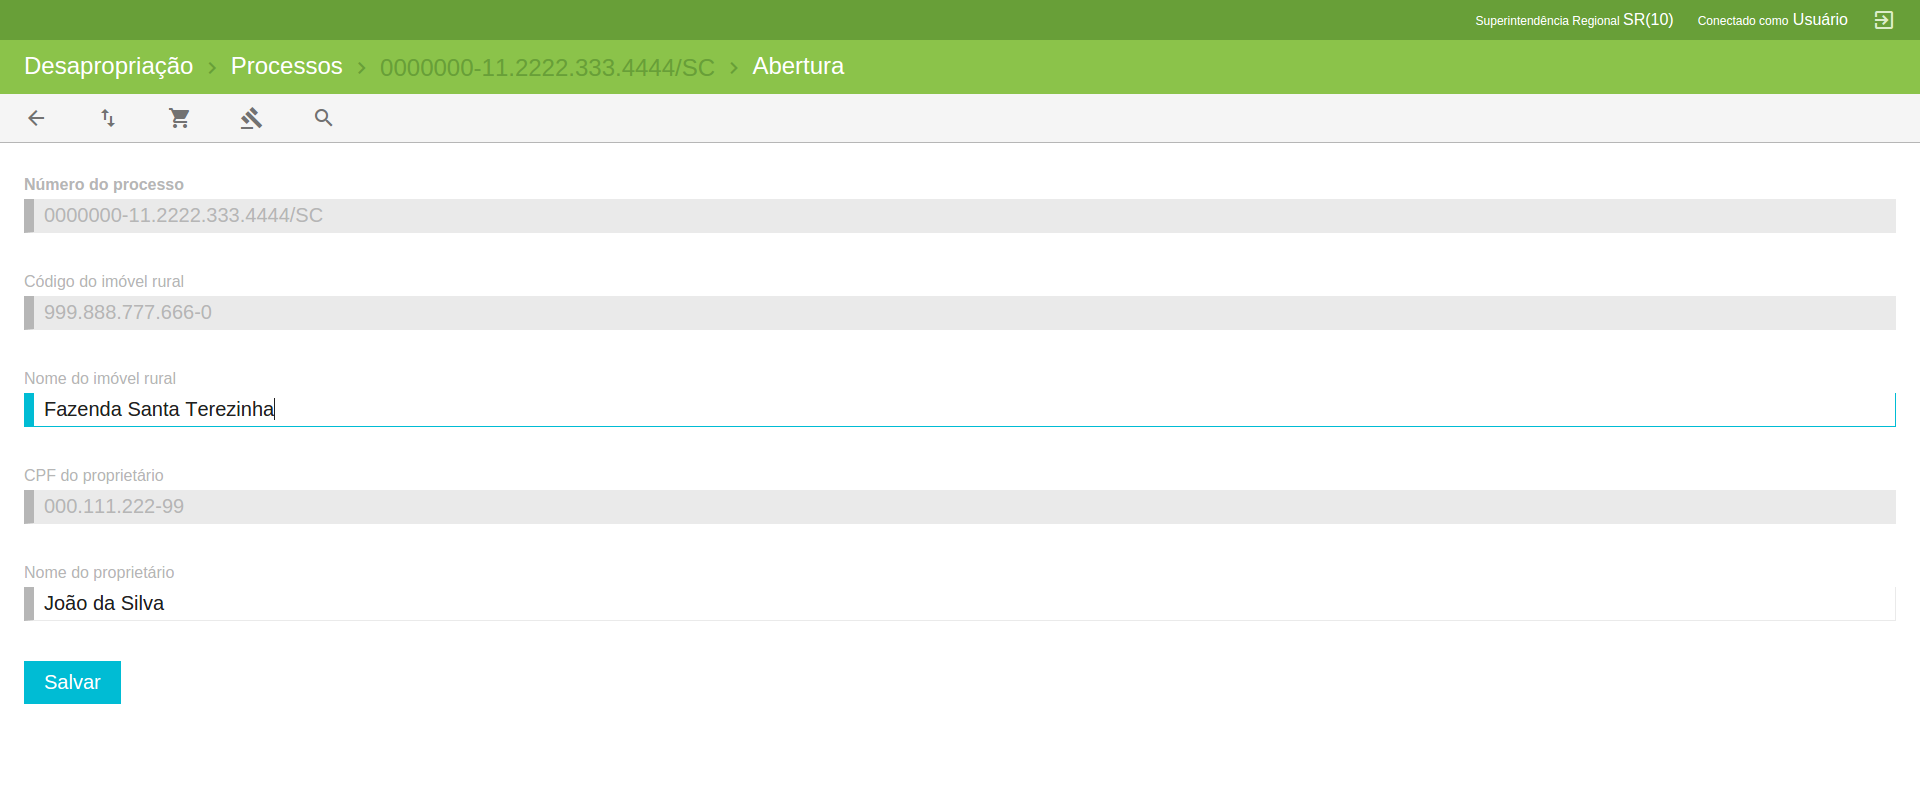 Superintendência Regional SR(10) Conectado como Usuário
Desapropriação > Processos > 0000000-11.2222.333.4444/SC > Abertura
Número do processo
0000000-11.2222.333.4444/SC
Código do imóvel rural
999.888.777.666-0
Nome do imóvel rural
Fazenda Santa Terezinha
CPF do proprietário
000.111.222-99
Nome do proprietário
João da Silva
Salvar